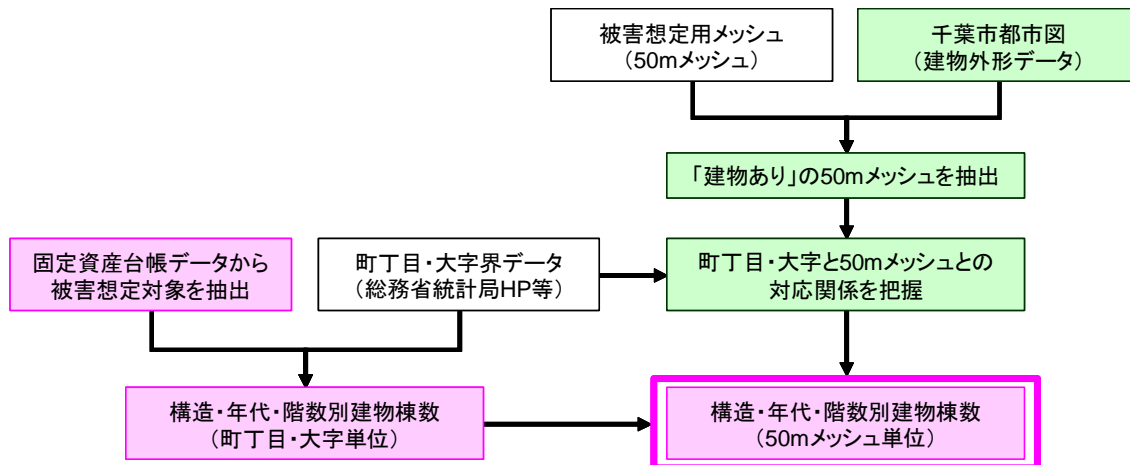 被害想定用メッシュ
（50mメッシュ）
千葉市都市図
（建物外形データ）
「建物あり」の50mメッシュを抽出
固定資産台帳データから
被害想定対象を抽出
町丁目・大字界データ
（総務省統計局HP等）
町丁目・大字と50mメッシュとの
対応関係を把握
構造・年代・階数別建物棟数
（町丁目・大字単位）
構造・年代・階数別建物棟数
（50mメッシュ単位）